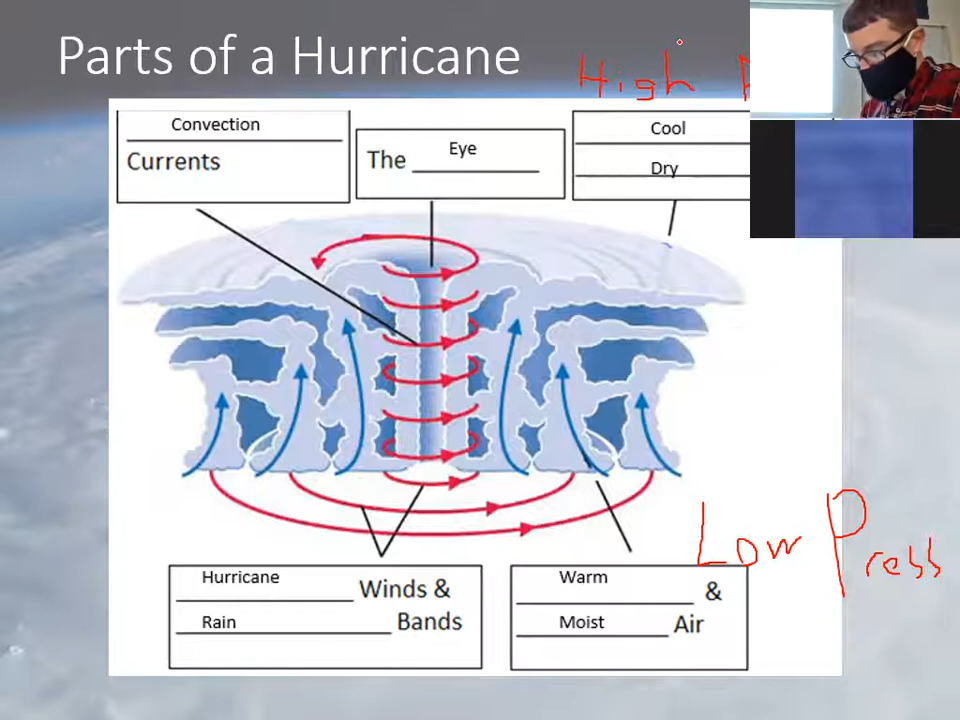 Parts of a Hurricane
High
Convection
Currents
The Eye
Cool
Dry
Low Press
Hurricane Winds &
Rain Bands
Warm &
Moist Air